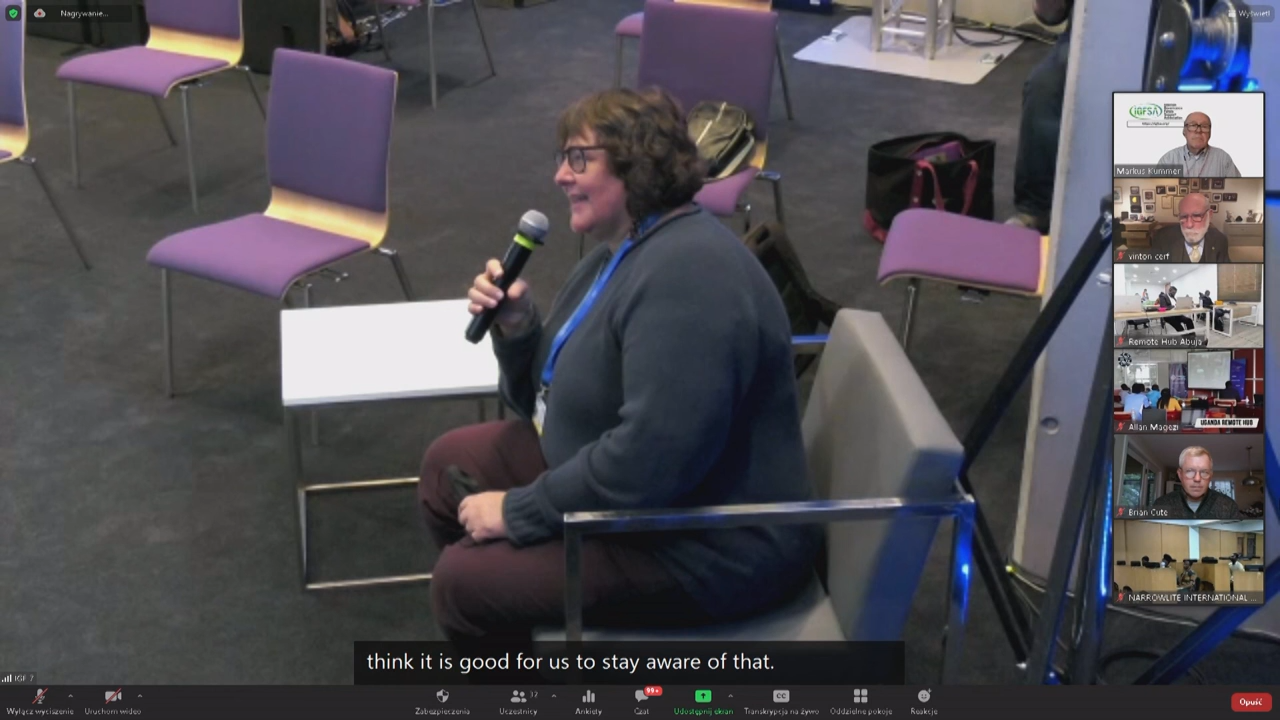 Nagrywanie...
Wyświetl
IGFSA
Markus Kummer
vinton cerf
Remote Hub Abuja
UGANDA REMOTE HUB
Allan Magezi
Brian Cute
NARROWLITE INTERNATIONAL ...
think it is good for us to stay aware of that.
IGF 7
Wyłącz wyciszenie
Uruchom wideo
Zabezpieczenia
Uczestnicy
32
Ankiety
99+
Czat
Udostępnij ekran
CC
Transkrypcja na żywo
Oddzielne pokoje
Reakcje
Opuść